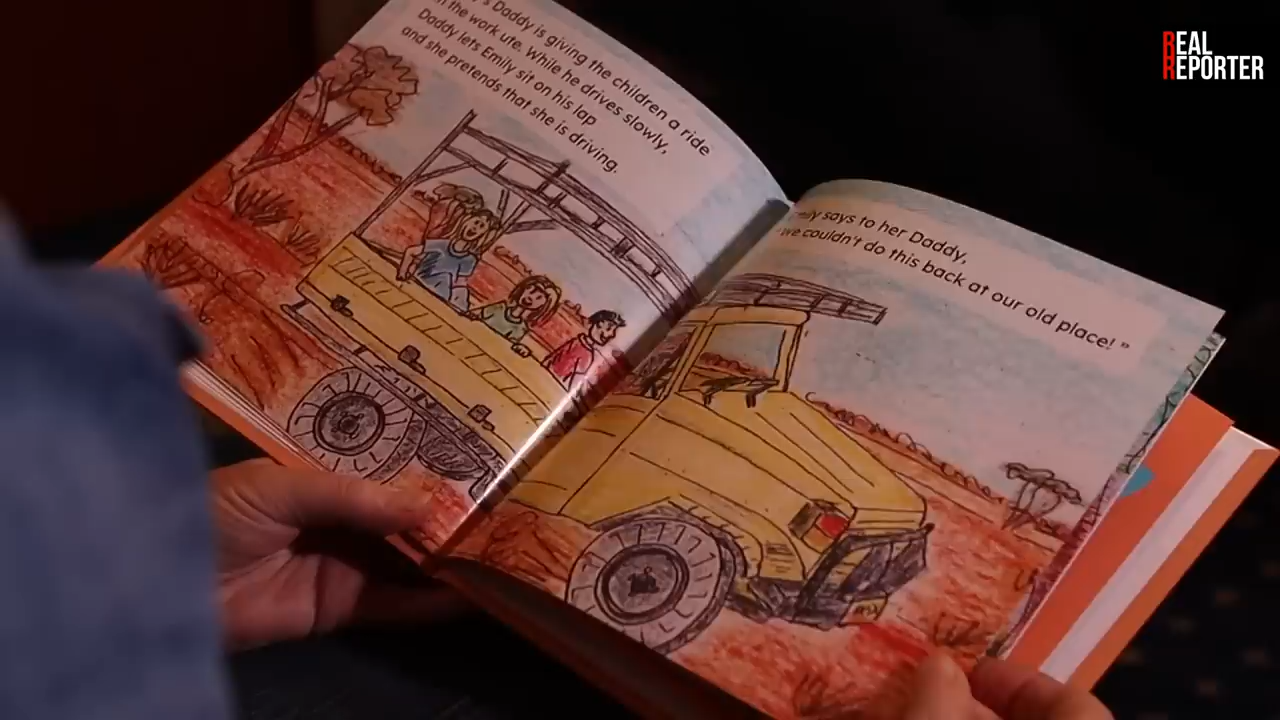 REAL
REPORTER
's Daddy is giving the children a ride
in the work ute. While he drives slowly,
Daddy lets Emily sit on his lap
and she pretends that she is driving.
says to her Daddy,
we couldn't do this back at our old place! "